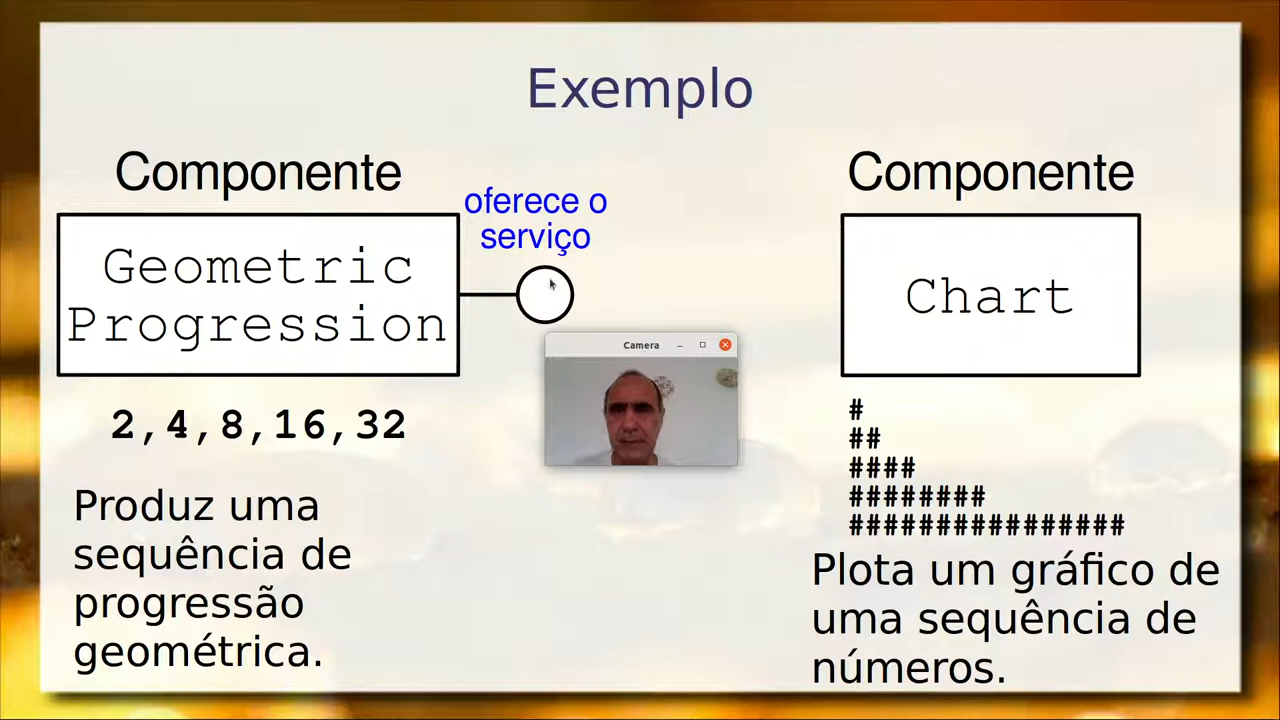 Exemplo
Componente
oferece o
serviço
Componente
Geometric
Progression
Chart
Camera
2,4,8,16,32
#
##
####
########
################
Produz uma
sequência de
progressão
geométrica.
Plota um gráfico de
uma sequência de
números.